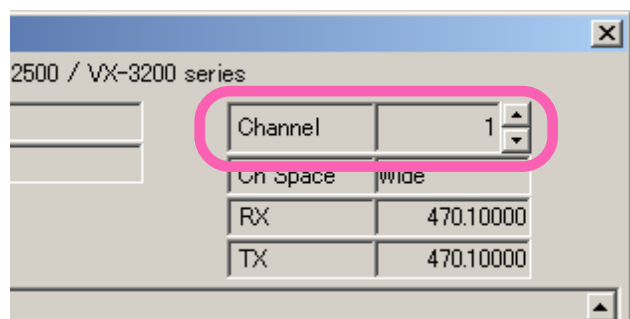 2500 / VX-3200 series
Channel 1
Ch Space Wide
RX 470.10000
TX 470.10000